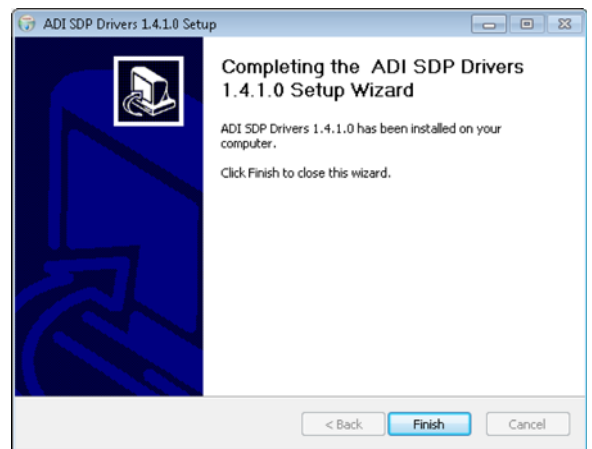 ADI SDP Drivers 1.4.1.0 Setup
Completing the ADI SDP Drivers
1.4.1.0 Setup Wizard
ADI SDP Drivers 1.4.1.0 has been installed on your
computer.
Click Finish to close this wizard.
< Back
Finish
Cancel